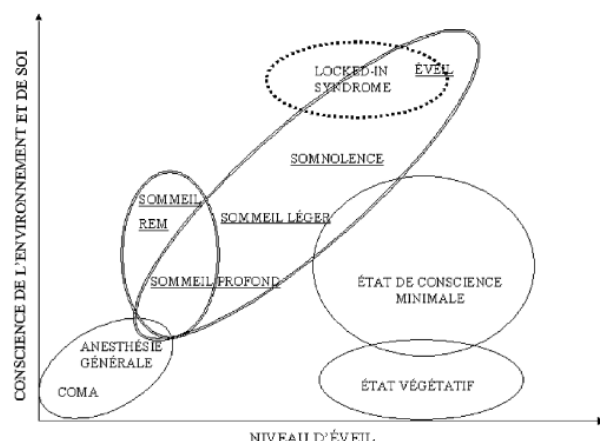 CONSCIENCE DE L'ENVIRONNEMENT ET DE SOI
LOCKED-IN
SYNDROME
ÉVEIL
SOMNOLENCE
SOMMEIL
REM
SOMMEIL LÉGER
SOMMEIL PROFOND
ÉTAT DE CONSCIENCE
MINIMALE
ANESTHÉSIE
GÉNÉRALE
COMA
ÉTAT VÉGÉTATIF
NIVEAU D'ÉVEIL